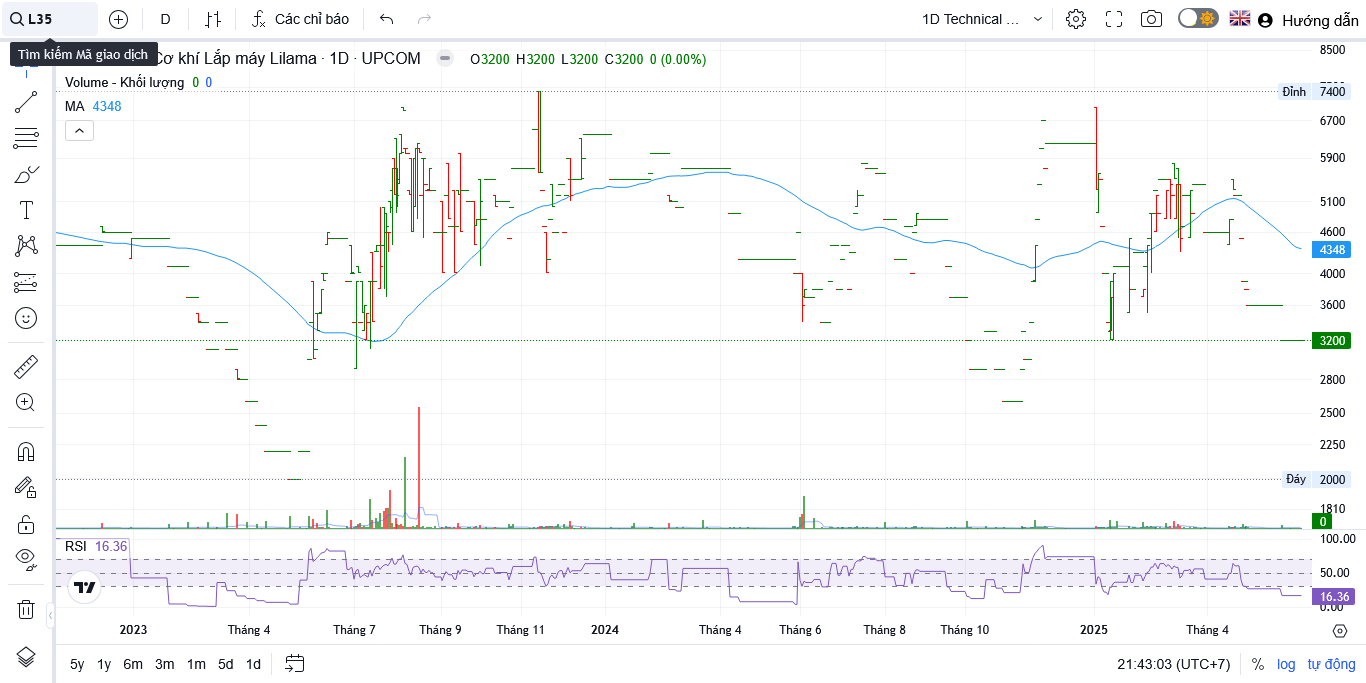 L35 D Các chỉ báo 1D Technical ... Hướng dẫn
Tìm kiếm Mã giao dịch
Cơ khí Lắp máy Lilama · 1D · UPCOM O3200 H3200 L3200 C3200 0 (0.00%)
Volume - Khối lượng 0 0
MA 4348
8500
Đỉnh 7400
6700
5900
5100
4600
4348
4000
3600
3200
2800
2500
2250
Đáy 2000
1810
0
RSI 16.36
100.00
50.00
16.36
0.00
2023 Tháng 4 Tháng 7 Tháng 9 Tháng 11 2024 Tháng 4 Tháng 6 Tháng 8 Tháng 10 2025 Tháng 4
5y 1y 6m 3m 1m 5d 1d 21:43:03 (UTC+7) % log tự động